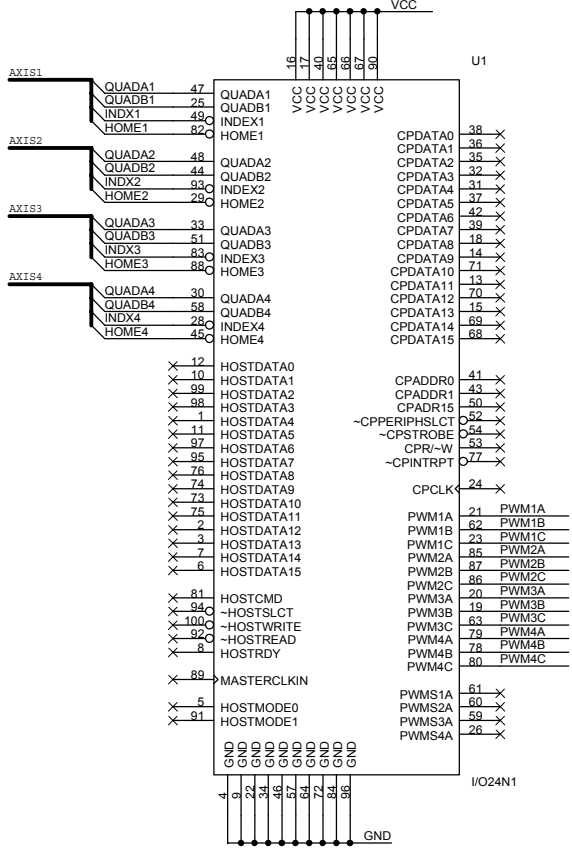 VCC
16 17 40 65 66 67 90
U1
VCC VCC VCC VCC VCC VCC VCC
AXIS1
QUADA1 47 QUADA1
QUADB1 25 QUADB1
INDX1 49 INDEX1
HOME1 82 HOME1
AXIS2
QUADA2 48 QUADA2
QUADB2 44 QUADB2
INDX2 93 INDEX2
HOME2 29 HOME2
AXIS3
QUADA3 33 QUADA3
QUADB3 51 QUADB3
INDX3 83 INDEX3
HOME3 88 HOME3
AXIS4
QUADA4 30 QUADA4
QUADB4 58 QUADB4
INDX4 28 INDEX4
HOME4 45 HOME4
12 HOSTDATA0
10 HOSTDATA1
99 HOSTDATA2
98 HOSTDATA3
1 HOSTDATA4
11 HOSTDATA5
97 HOSTDATA6
95 HOSTDATA7
76 HOSTDATA8
74 HOSTDATA9
73 HOSTDATA10
75 HOSTDATA11
2 HOSTDATA12
3 HOSTDATA13
7 HOSTDATA14
6 HOSTDATA15
81 HOSTCMD
94 ~HOSTSLCT
100 ~HOSTWRITE
92 ~HOSTREAD
8 HOSTRDY
89 MASTERCLKIN
5 HOSTMODE0
91 HOSTMODE1
CPDATA0 38
CPDATA1 36
CPDATA2 35
CPDATA3 32
CPDATA4 31
CPDATA5 37
CPDATA6 42
CPDATA7 39
CPDATA8 18
CPDATA9 14
CPDATA10 71
CPDATA11 13
CPDATA12 70
CPDATA13 15
CPDATA14 69
CPDATA15 68
CPADDR0 41
CPADDR1 43
CPADR15 50
~CPPERIPHSLCT 52
~CPSTROBE 54
CPR/~W 53
~CPINTRPT 77
CPCLK 24
PWM1A 21 PWM1A
PWM1B 62 PWM1B
PWM1C 23 PWM1C
PWM2A 85 PWM2A
PWM2B 87 PWM2B
PWM2C 86 PWM2C
PWM3A 20 PWM3A
PWM3B 19 PWM3B
PWM3C 63 PWM3C
PWM4A 79 PWM4A
PWM4B 78 PWM4B
PWM4C 80 PWM4C
PWMS1A 61
PWMS2A 60
PWMS3A 59
PWMS4A 26
GND GND GND GND GND GND GND GND GND GND
I/O24N1
4 9 22 34 46 57 64 72 84 96
GND